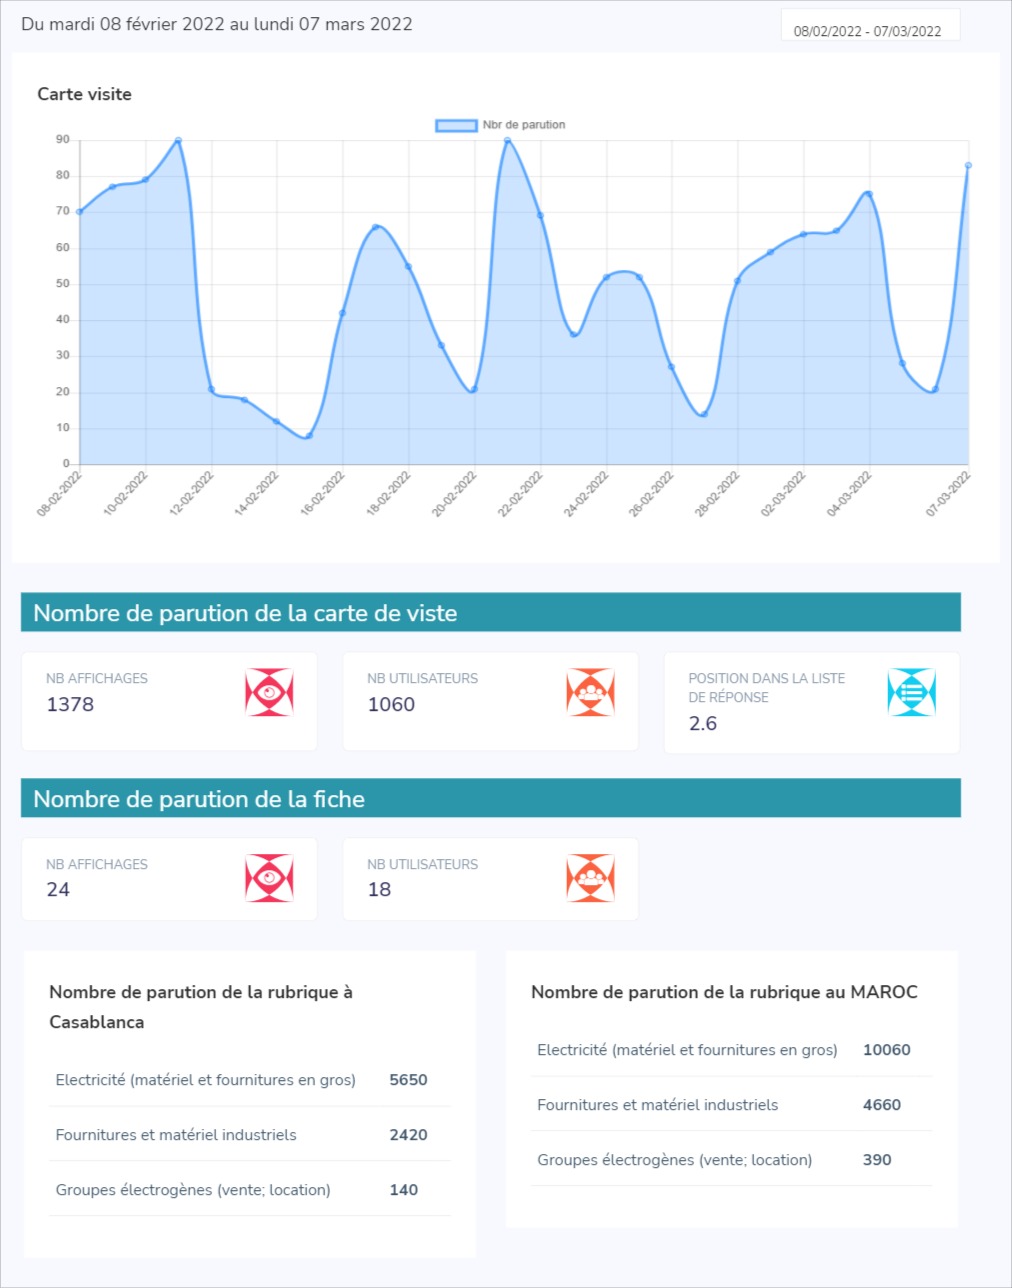 Du mardi 08 février 2022 au lundi 07 mars 2022
08/02/2022 - 07/03/2022
Carte visite
Nbr de parution
90
80
70
60
50
40
30
20
10
0
08-02-2022
10-02-2022
12-02-2022
14-02-2022
16-02-2022
18-02-2022
20-02-2022
22-02-2022
24-02-2022
26-02-2022
28-02-2022
02-03-2022
04-03-2022
07-03-2022
Nombre de parution de la carte de viste
NB AFFICHAGES
1378
NB UTILISATEURS
1060
POSITION DANS LA LISTE
DE RÉPONSE
2.6
Nombre de parution de la fiche
NB AFFICHAGES
24
NB UTILISATEURS
18
Nombre de parution de la rubrique à
Casablanca
Electricité (matériel et fournitures en gros) 5650
Fournitures et matériel industriels 2420
Groupes électrogènes (vente; location) 140
Nombre de parution de la rubrique au MAROC
Electricité (matériel et fournitures en gros) 10060
Fournitures et matériel industriels 4660
Groupes électrogènes (vente; location) 390